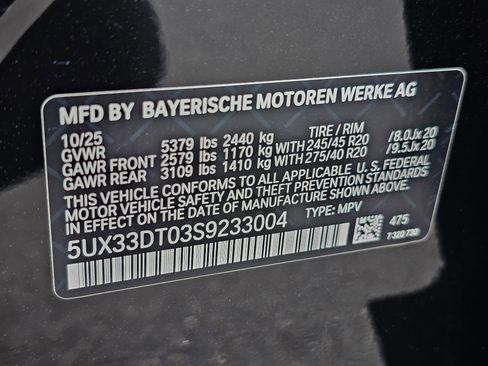 MFD BY BAYERISCHE MOTOREN WERKE AG
10/25 TIRE / RIM
GVWR 5379 lbs 2440 kg
GAWR FRONT 2579 lbs 1170 kg WITH 245/45 R20 /8.0Jx20
GAWR REAR 3109 lbs 1410 kg WITH 275/40 R20 /9.5Jx20
THIS VEHICLE CONFORMS TO ALL APPLICABLE U.S. FEDERAL
MOTOR VEHICLE SAFETY STANDARDS IN EFFECT ON THE
DATE OF MANUFACTURE SHOWN ABOVE.
5UX33DT03S9233004 TYPE: MPV
475
7 320 730